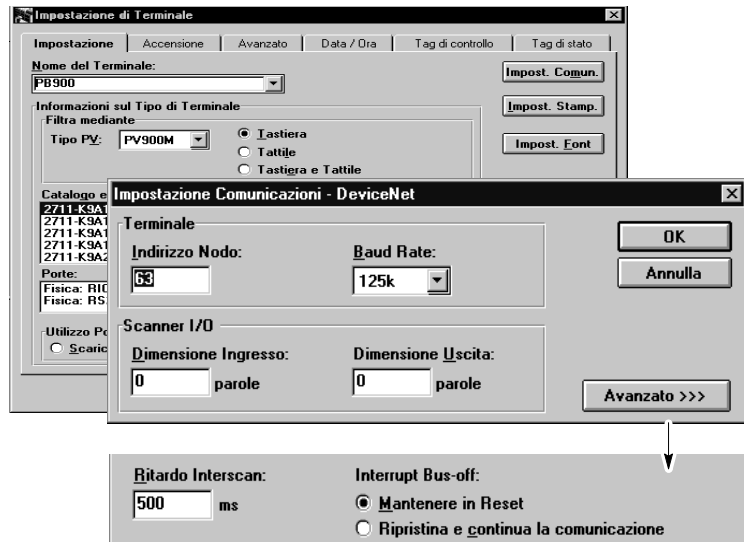 Impostazione di Terminale
Impostazione Accensione Avanzato Data / Ora Tag di controllo Tag di stato
Nome del Terminale:
PB900
Impost. Comun.
Informazioni sul Tipo di Terminale
Impost. Stamp.
Filtra mediante
Tipo PV: PV900M
Tastiera
Tattile
Tastiera e Tattile
Impost. Font
Catalogo e
2711-K9A1
2711-K9A1
2711-K9A1
2711-K9A1
2711-K9A2
Porte:
Fisica: RIO
Fisica: RS
Utilizzo Po
Scaric
Impostazione Comunicazioni - DeviceNet
Terminale
Indirizzo Nodo: Baud Rate:
63 125k
OK
Annulla
Scanner I/O
Dimensione Ingresso: Dimensione Uscita:
0 parole 0 parole
Avanzato >>>
Ritardo Interscan: Interrupt Bus-off:
500 ms Mantenere in Reset
Ripristina e continua la comunicazione